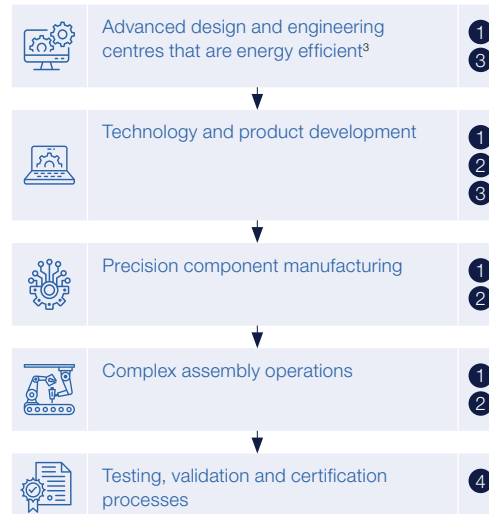 Advanced design and engineering
centres that are energy efficient³
1
3
Technology and product development
1
2
3
Precision component manufacturing
1
2
Complex assembly operations
1
2
Testing, validation and certification
processes
4